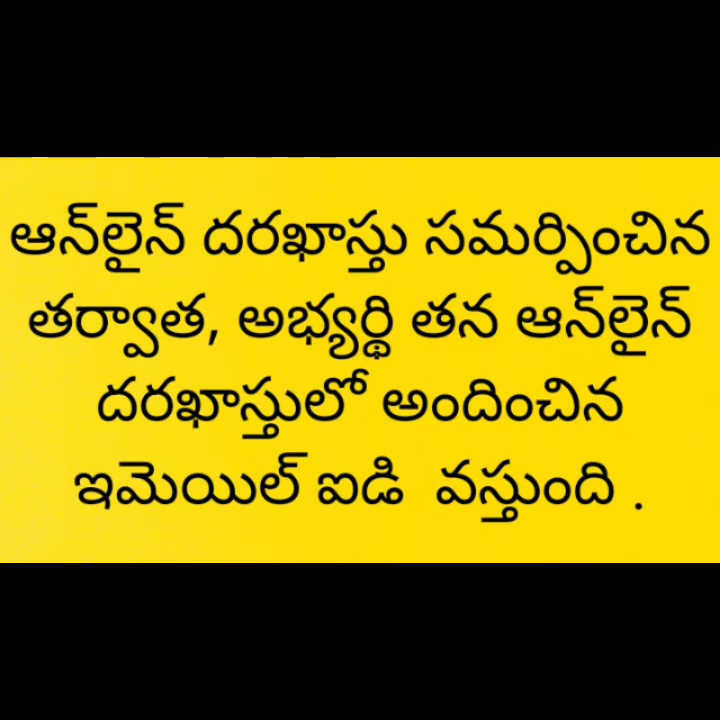 ఆన్‌లైన్ దరఖాస్తు సమర్పించిన
తర్వాత, అభ్యర్థి తన ఆన్‌లైన్
దరఖాస్తులో అందించిన
ఇమెయిల్ ఐడి వస్తుంది .